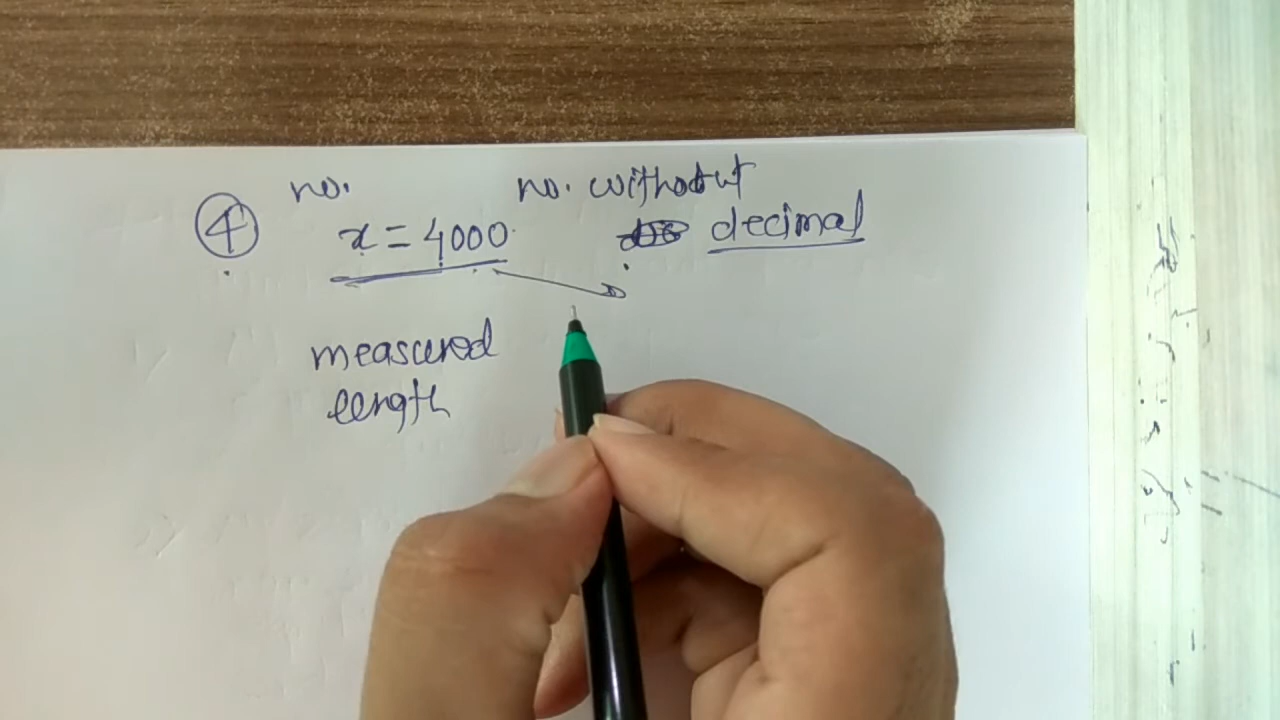 no.
no. without
④ x = 4000
decimal
measured
length